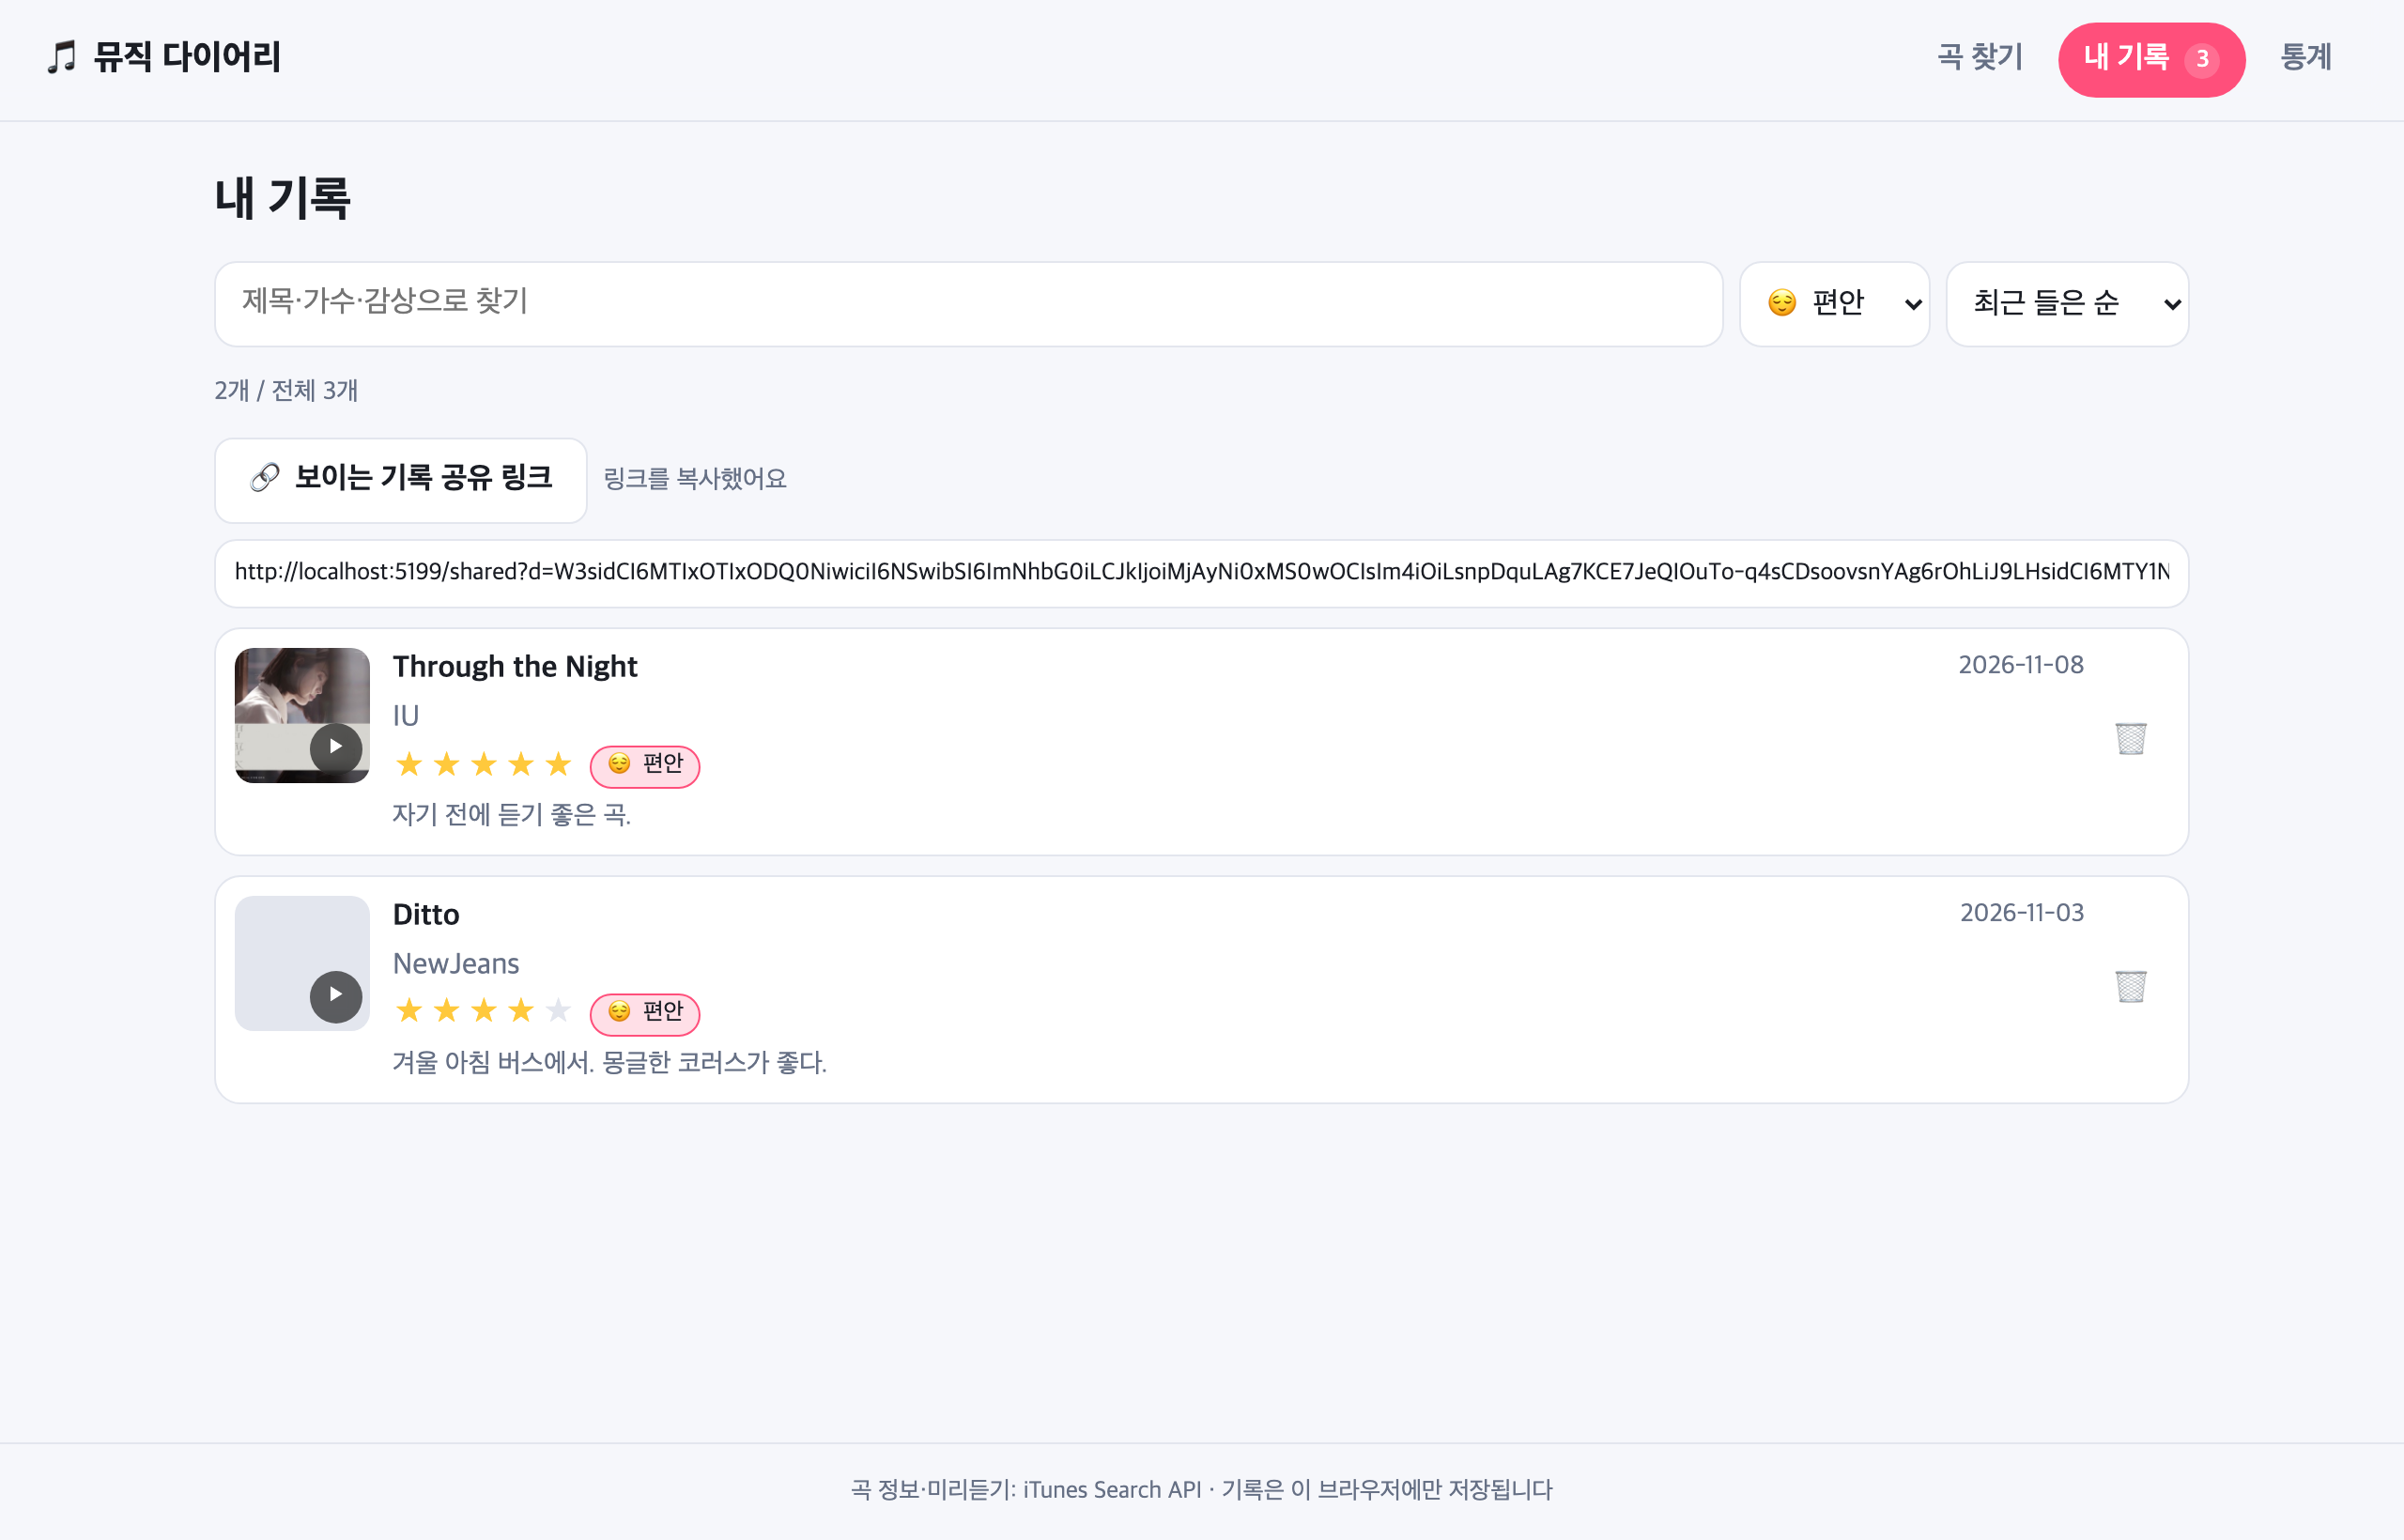 🎵 뮤직 다이어리
곡 찾기
내 기록 3
통계
내 기록
제목·가수·감상으로 찾기
😌 편안
최근 들은 순
2개 / 전체 3개
🔗 보이는 기록 공유 링크
링크를 복사했어요
http://localhost:5199/shared?d=W3sidCI6MTIxOTIxODQ0NiwiciI6NSwibSI6ImNhbG0iLCJkIjoiMjAyNi0xMS0wOCIsIm4iOiLsnpDquLAg7KCE7JeQIOuTo-q4sCDsoovsnYAg6rOhLiJ9LHsidCI6MTY1N
Through the Night
2026-11-08
IU
★★★★★ 😌 편안
자기 전에 듣기 좋은 곡.
Ditto
2026-11-03
NewJeans
★★★★★ 😌 편안
겨울 아침 버스에서. 몽글한 코러스가 좋다.
곡 정보·미리듣기: iTunes Search API · 기록은 이 브라우저에만 저장됩니다